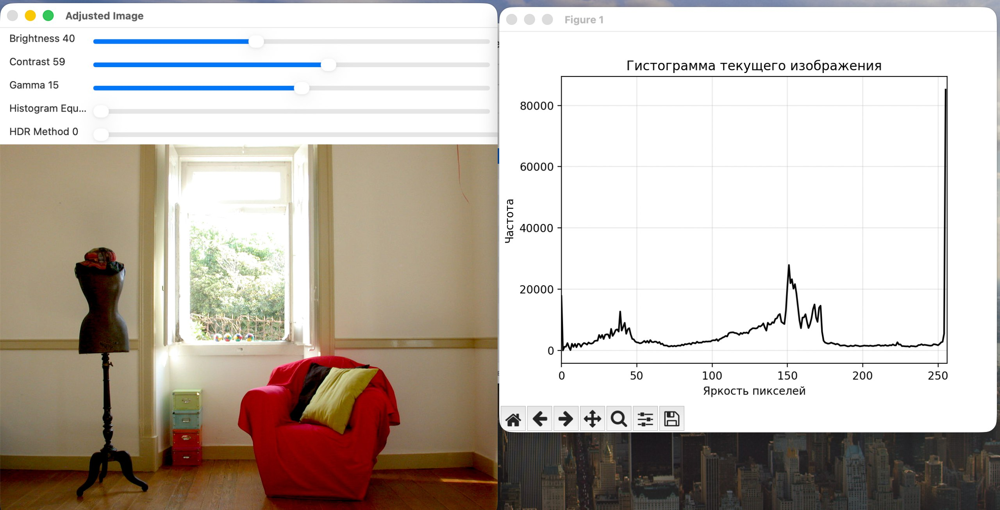 Adjusted Image
Brightness 40
Contrast 59
Gamma 15
Histogram Equ...
HDR Method 0
Figure 1
Гистограмма текущего изображения
80000
60000
40000
20000
0
Частота
0 50 100 150 200 250
Яркость пикселей